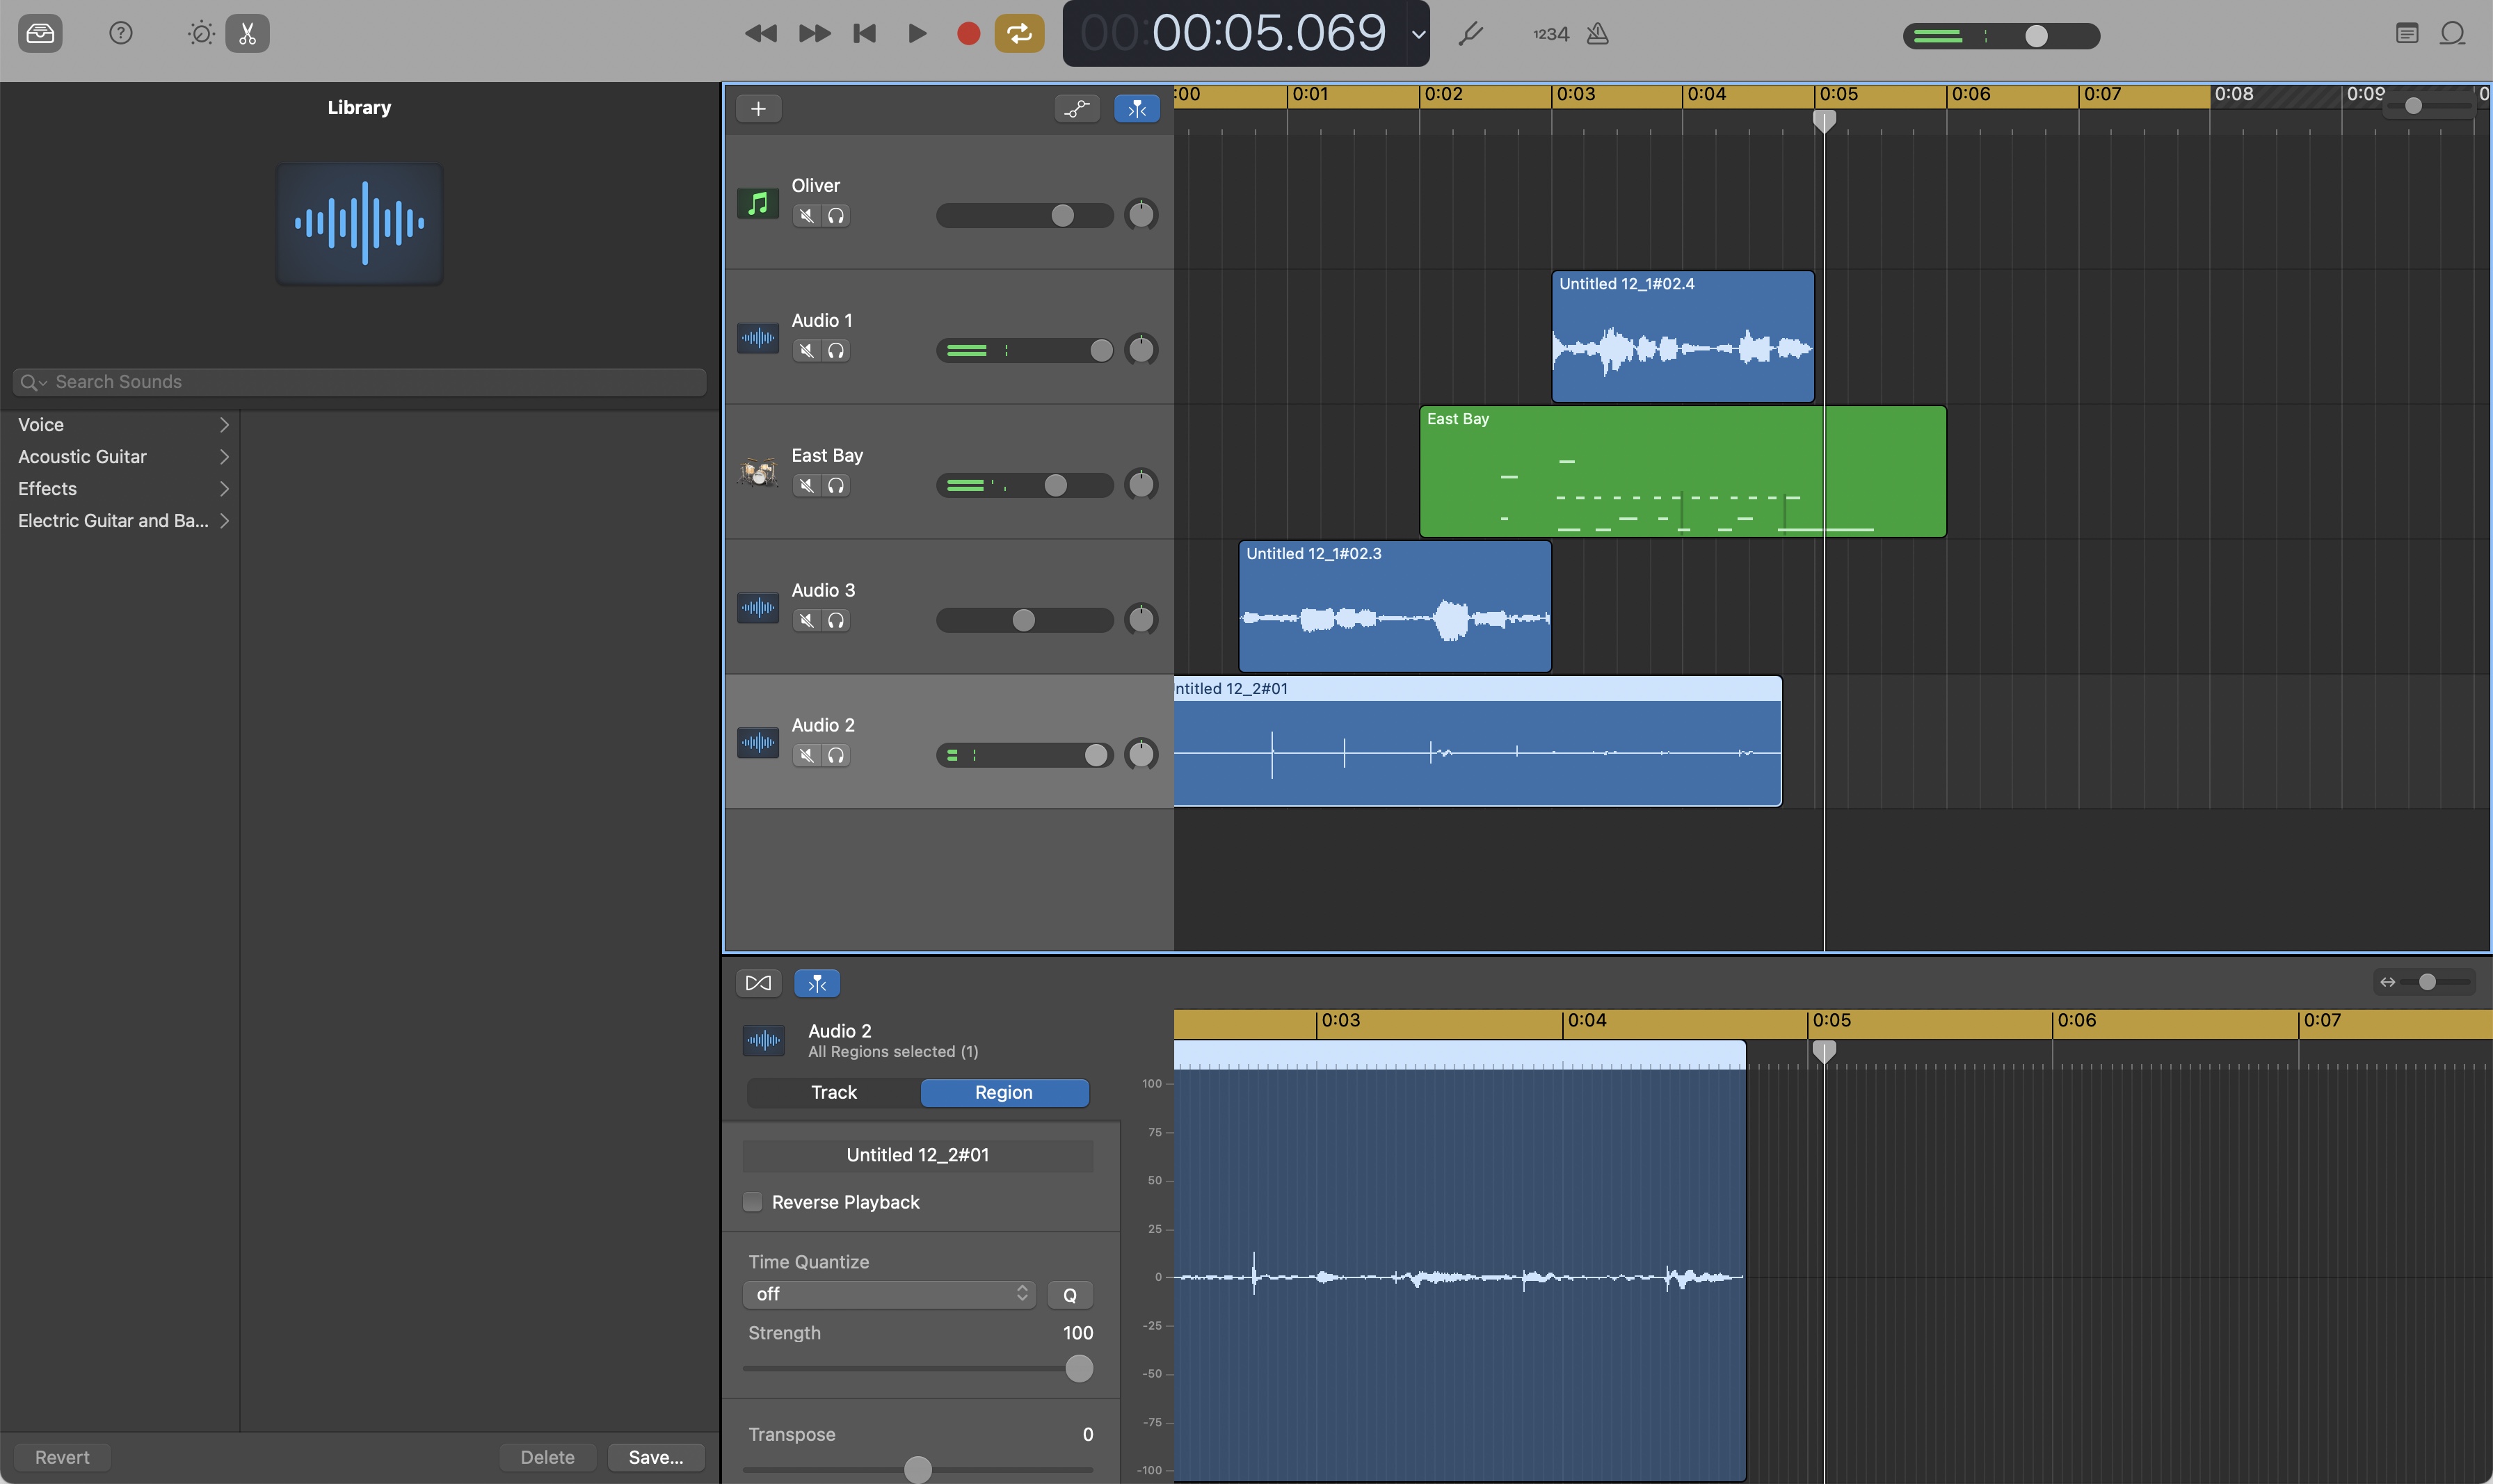 00:00:05.069
1234
Library
Search Sounds
Voice
Acoustic Guitar
Effects
Electric Guitar and Ba...
Revert
Delete
Save...
:00
0:01
0:02
0:03
0:04
0:05
0:06
0:07
0:08
0:09
Oliver
Audio 1
East Bay
Audio 3
Audio 2
Untitled 12_1#02.4
East Bay
Untitled 12_1#02.3
ntitled 12_2#01
Audio 2
All Regions selected (1)
Track
Region
Untitled 12_2#01
Reverse Playback
Time Quantize
off
Q
Strength
100
Transpose
0
0:03
0:04
0:05
0:06
0:07
100
75
50
25
0
-25
-50
-75
-100